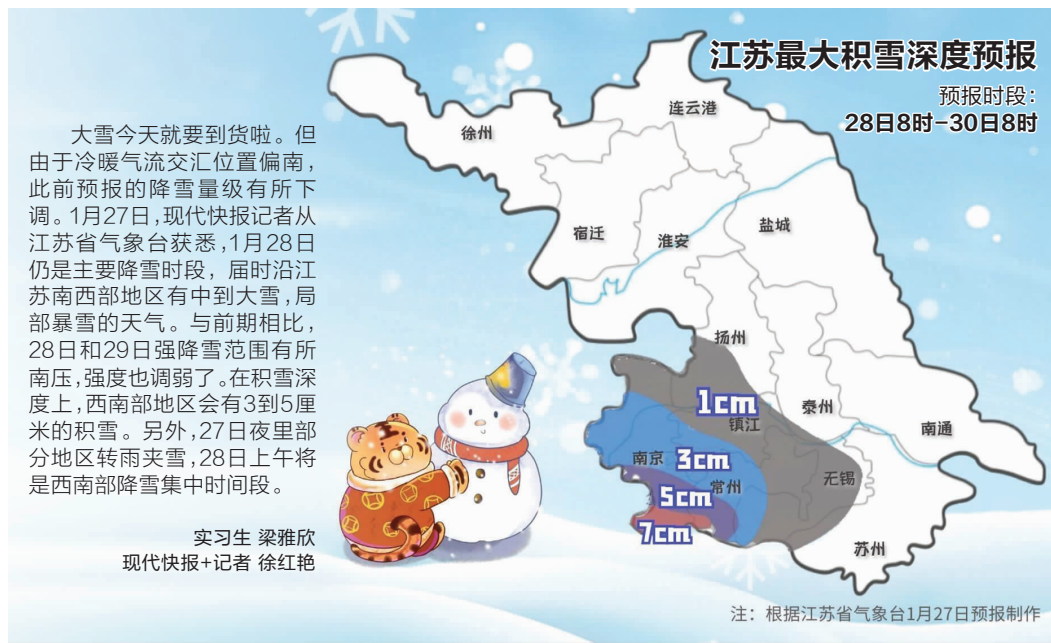 江苏最大积雪深度预报
预报时段：
28日8时-30日8时
大雪今天就要到货啦。但
由于冷暖气流交汇位置偏南，
此前预报的降雪量级有所下
调。1月27日，现代快报记者从
江苏省气象台获悉，1月28日
仍是主要降雪时段，届时沿江
苏南西部地区有中到大雪，局
部暴雪的天气。与前期相比，
28日和29日强降雪范围有所
南压，强度也调弱了。在积雪深
度上，西南部地区会有3到5厘
米的积雪。另外，27日夜里部
分地区转雨夹雪，28日上午将
是西南部降雪集中时间段。
实习生 梁雅欣
现代快报+记者 徐红艳
连云港
徐州
宿迁
淮安
盐城
扬州
1cm
泰州
镇江
南通
南京
3cm
常州
无锡
5cm
7cm
苏州
注：根据江苏省气象台1月27日预报制作